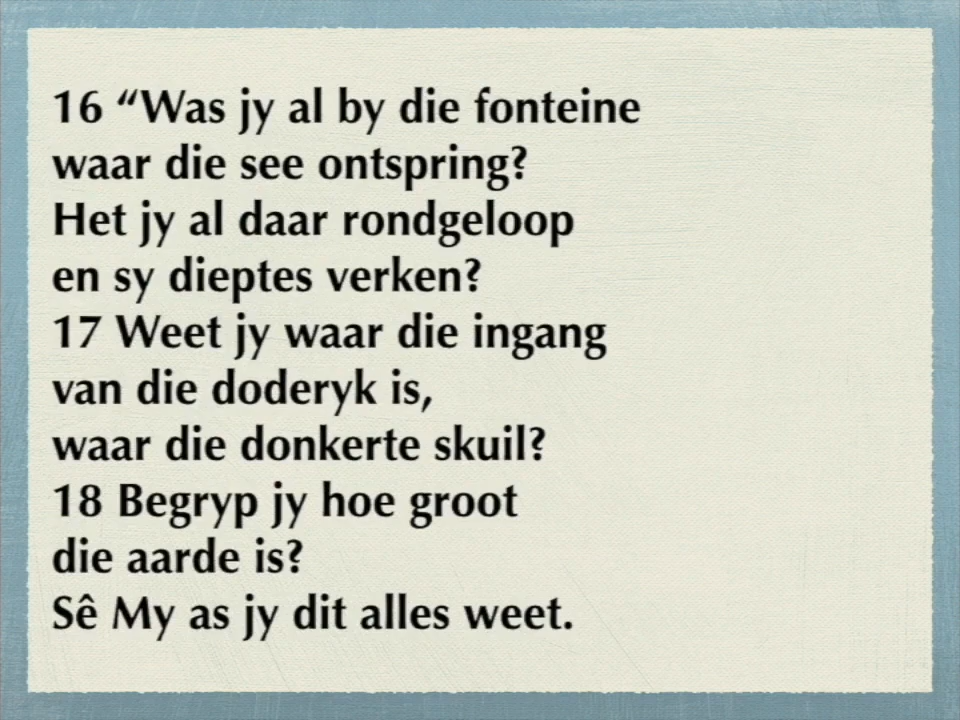 16 “Was jy al by die fonteine
waar die see ontspring?
Het jy al daar rondgeloop
en sy dieptes verken?
17 Weet jy waar die ingang
van die doderyk is,
waar die donkerte skuil?
18 Begryp jy hoe groot
die aarde is?
Sê My as jy dit alles weet.